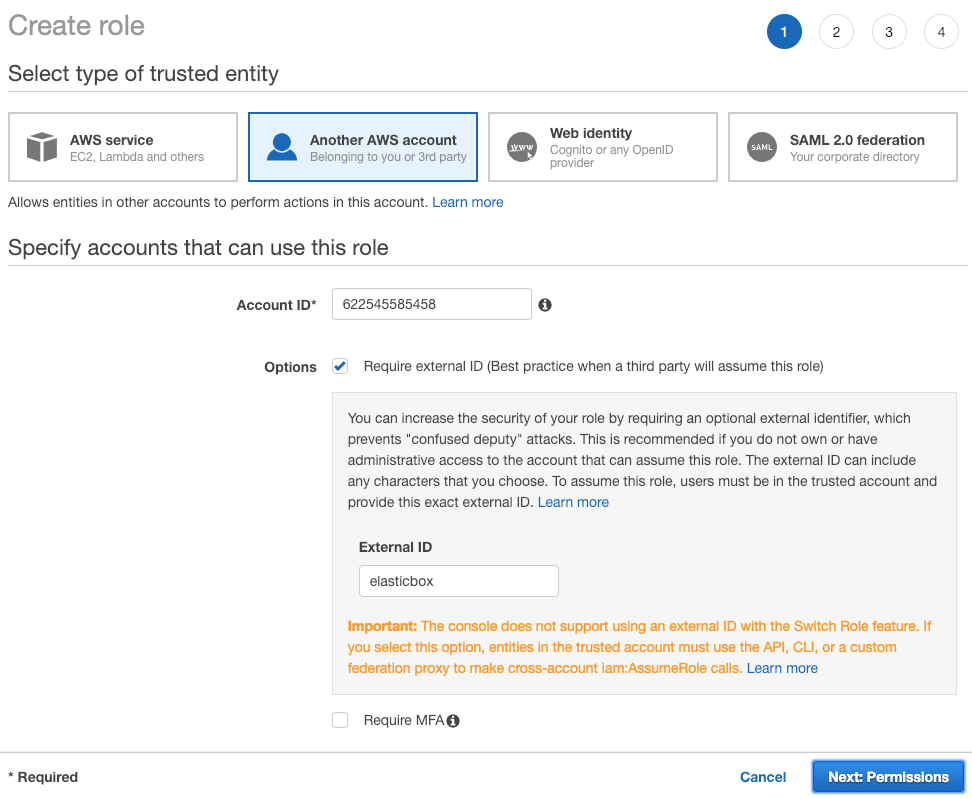 Create role
1 2 3 4
Select type of trusted entity
AWS service
EC2, Lambda and others
Another AWS account
Belonging to you or 3rd party
www
Web identity
Cognito or any OpenID
provider
SAML
SAML 2.0 federation
Your corporate directory
Allows entities in other accounts to perform actions in this account. Learn more
Specify accounts that can use this role
Account ID* 622545585458
Options Require external ID (Best practice when a third party will assume this role)
You can increase the security of your role by requiring an optional external identifier, which
prevents "confused deputy" attacks. This is recommended if you do not own or have
administrative access to the account that can assume this role. The external ID can include
any characters that you choose. To assume this role, users must be in the trusted account and
provide this exact external ID. Learn more
External ID
elasticbox
Important: The console does not support using an external ID with the Switch Role feature. If
you select this option, entities in the trusted account must use the API, CLI, or a custom
federation proxy to make cross-account iam:AssumeRole calls. Learn more
Require MFA
* Required Cancel Next: Permissions